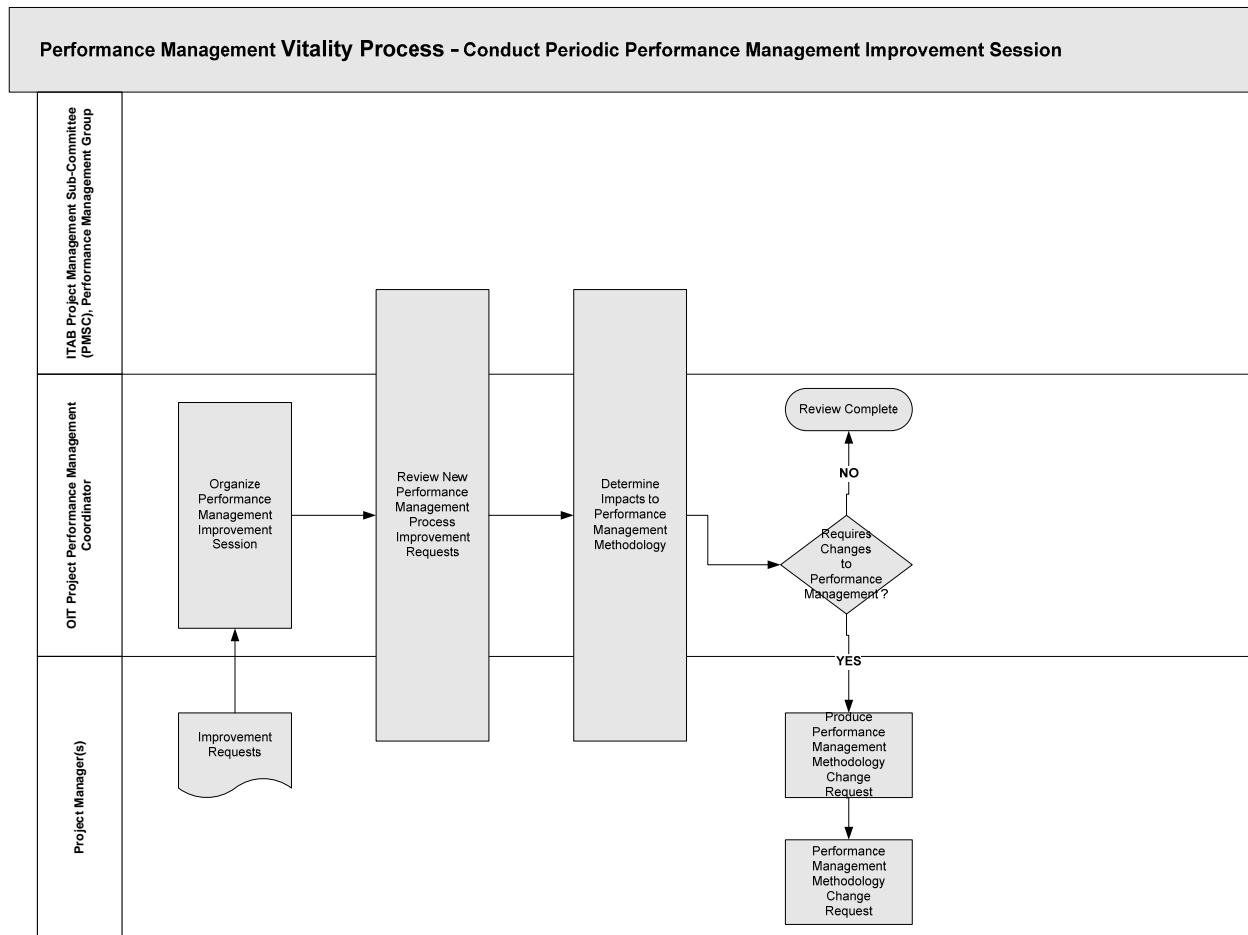 Performance Management Vitality Process - Conduct Periodic Performance Management Improvement Session
ITAB Project Management Sub-Committee
(PMSC), Performance Management Group
OIT Project Performance Management
Coordinator
Project Manager(s)
Organize
Performance
Management
Improvement
Session
Improvement
Requests
Review New
Performance
Management
Process
Improvement
Requests
Determine
Impacts to
Performance
Management
Methodology
Review Complete
NO
Requires
Changes
to
Performance
Management?
YES
Produce
Performance
Management
Methodology
Change
Request
Performance
Management
Methodology
Change
Request